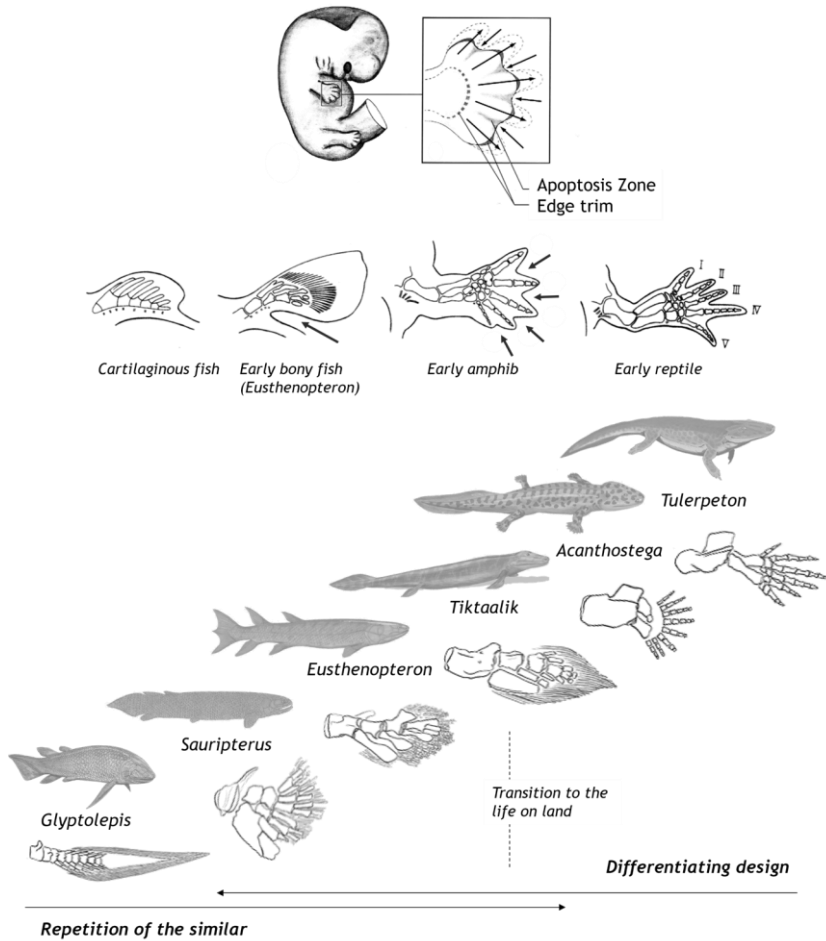 Apoptosis Zone
Edge trim
I
II
III
IV
V
Cartilaginous fish
Early bony fish
(Eusthenopteron)
Early amphib
Early reptile
Tulerpeton
Acanthostega
Tiktaalik
Eusthenopteron
Sauripterus
Glyptolepis
Transition to the
life on land
Differentiating design
Repetition of the similar